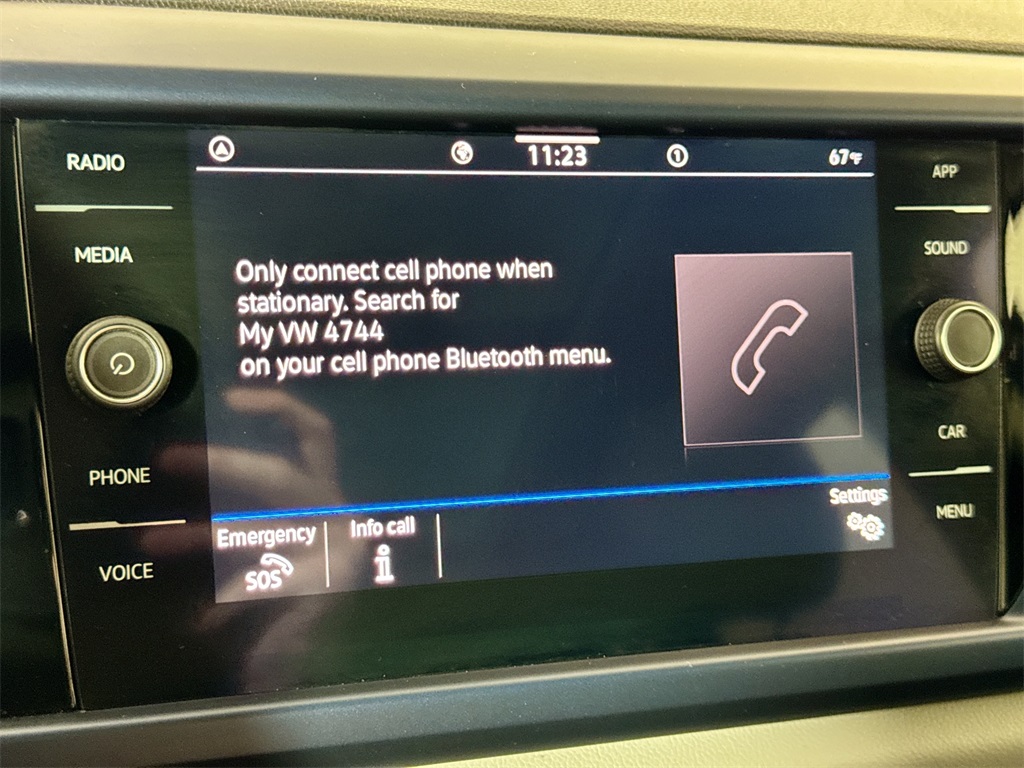 RADIO
MEDIA
PHONE
VOICE
11:23
1
67°F
Only connect cell phone when
stationary. Search for
My VW 4744
on your cell phone Bluetooth menu.
Emergency
SOS
Info call
i
Settings
APP
SOUND
CAR
MENU